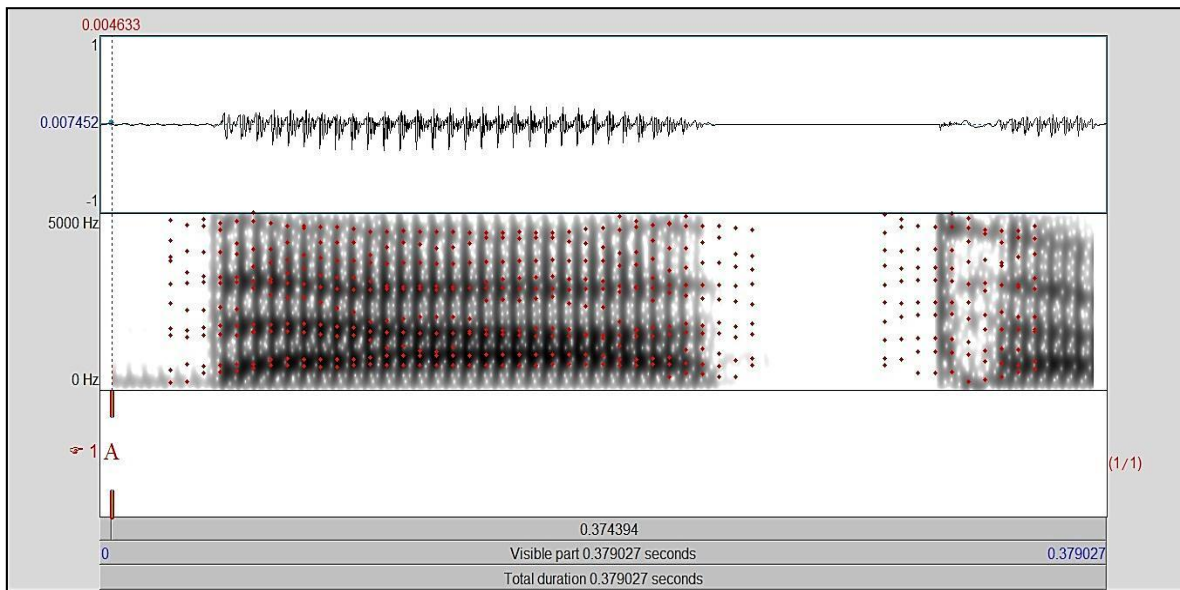 0.004633
1
0.007452
-1
5000 Hz
0 Hz
☞ 1 A
(1/1)
0.374394
0 Visible part 0.379027 seconds 0.379027
Total duration 0.379027 seconds